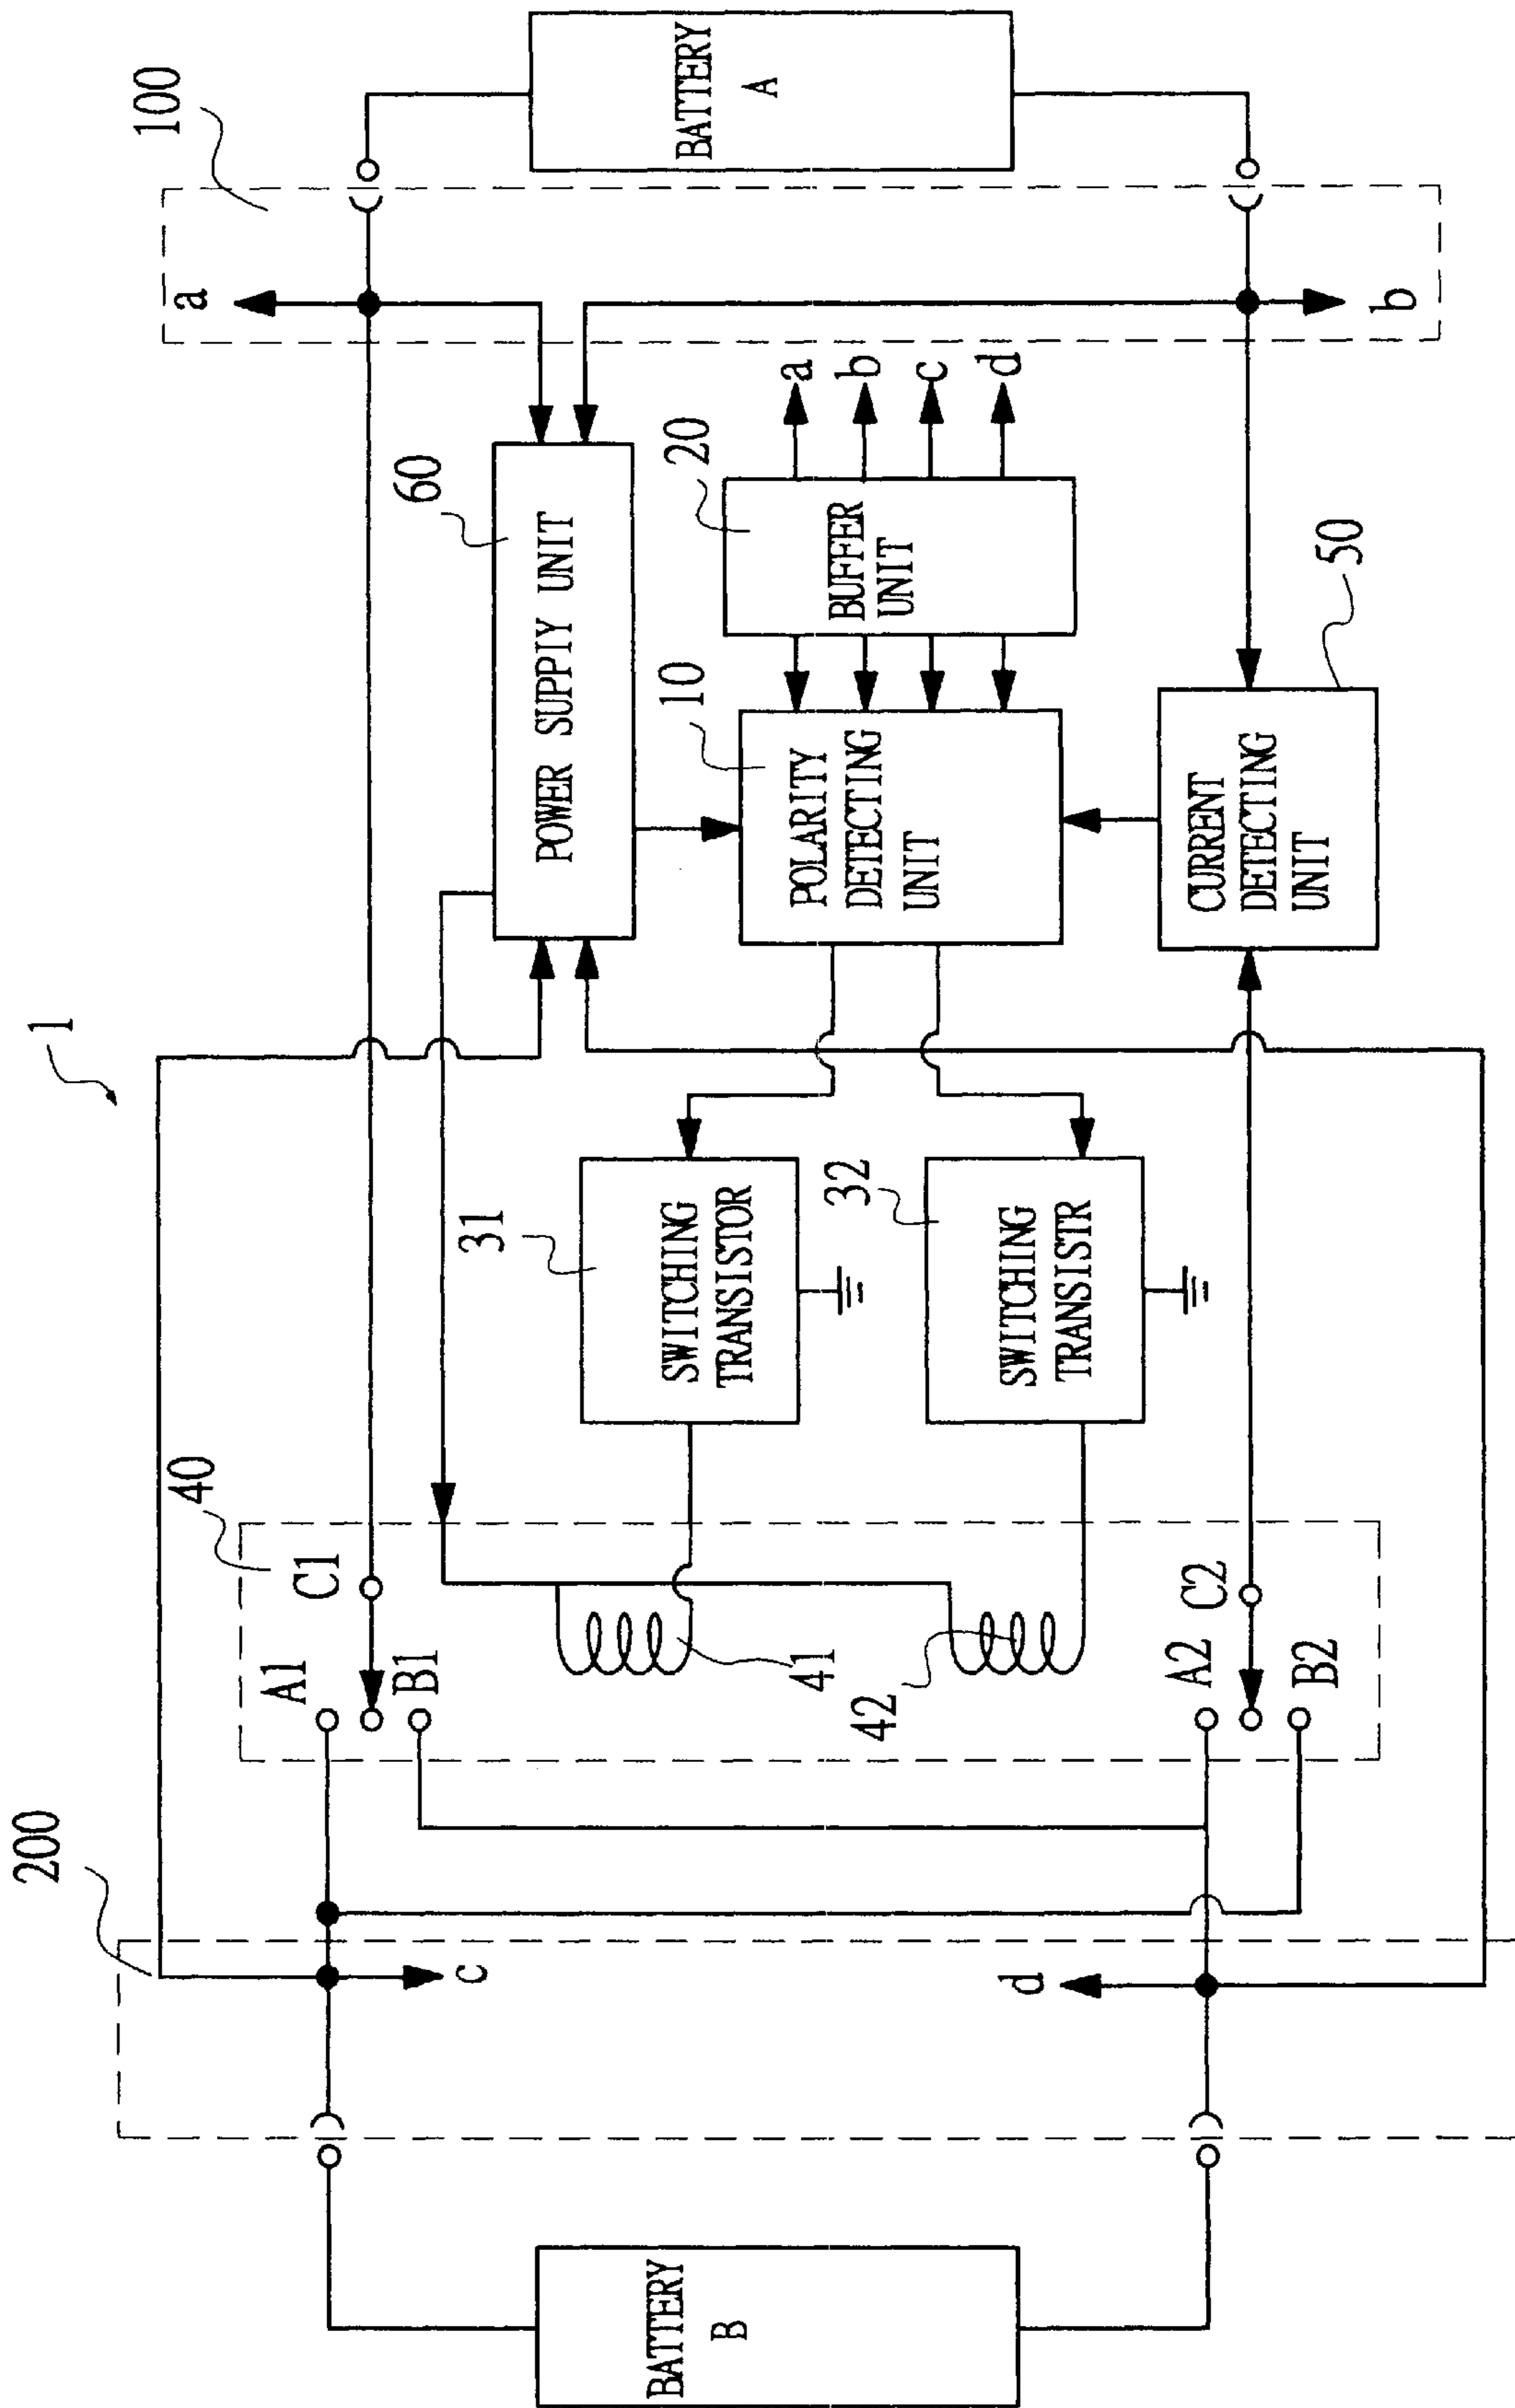 1
100
200
40
BATTERY
B
c
d
A1
C1
B1
41
42
A2
C2
B2
31
SWITCHING
TRANSISTOR
32
SWITCHING
TRANSISTR
60
POWER SUPPIY UNIT
10
POLARITY
DETECTING
UNIT
20
BUFFER
UNIT
a
b
c
d
50
CURRENT
DETECTING
UNIT
a
b
BATTERY
A